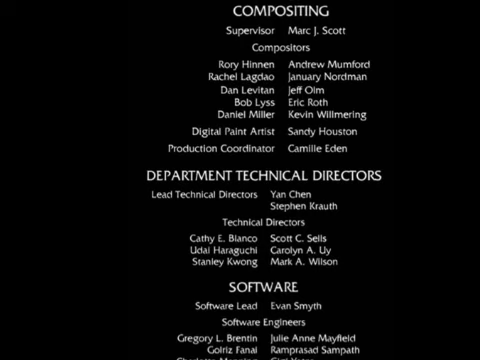 COMPOSITING
Supervisor Marc J. Scott
Compositors
Rory Hinnen Andrew Mumford
Rachel Lagdao January Nordman
Dan Levitan Jeff Olm
Bob Lyss Eric Roth
Daniel Miller Kevin Willmering
Digital Paint Artist Sandy Houston
Production Coordinator Camille Eden
DEPARTMENT TECHNICAL DIRECTORS
Lead Technical Directors Yan Chen
Stephen Krauth
Technical Directors
Cathy E. Blanco Scott C. Sells
Udai Haraguchi Carolyn A. Uy
Stanley Kwong Mark A. Wilson
SOFTWARE
Software Lead Evan Smyth
Software Engineers
Gregory L. Brentin Julie Anne Mayfield
Golriz Fanai Ramprasad Sampath